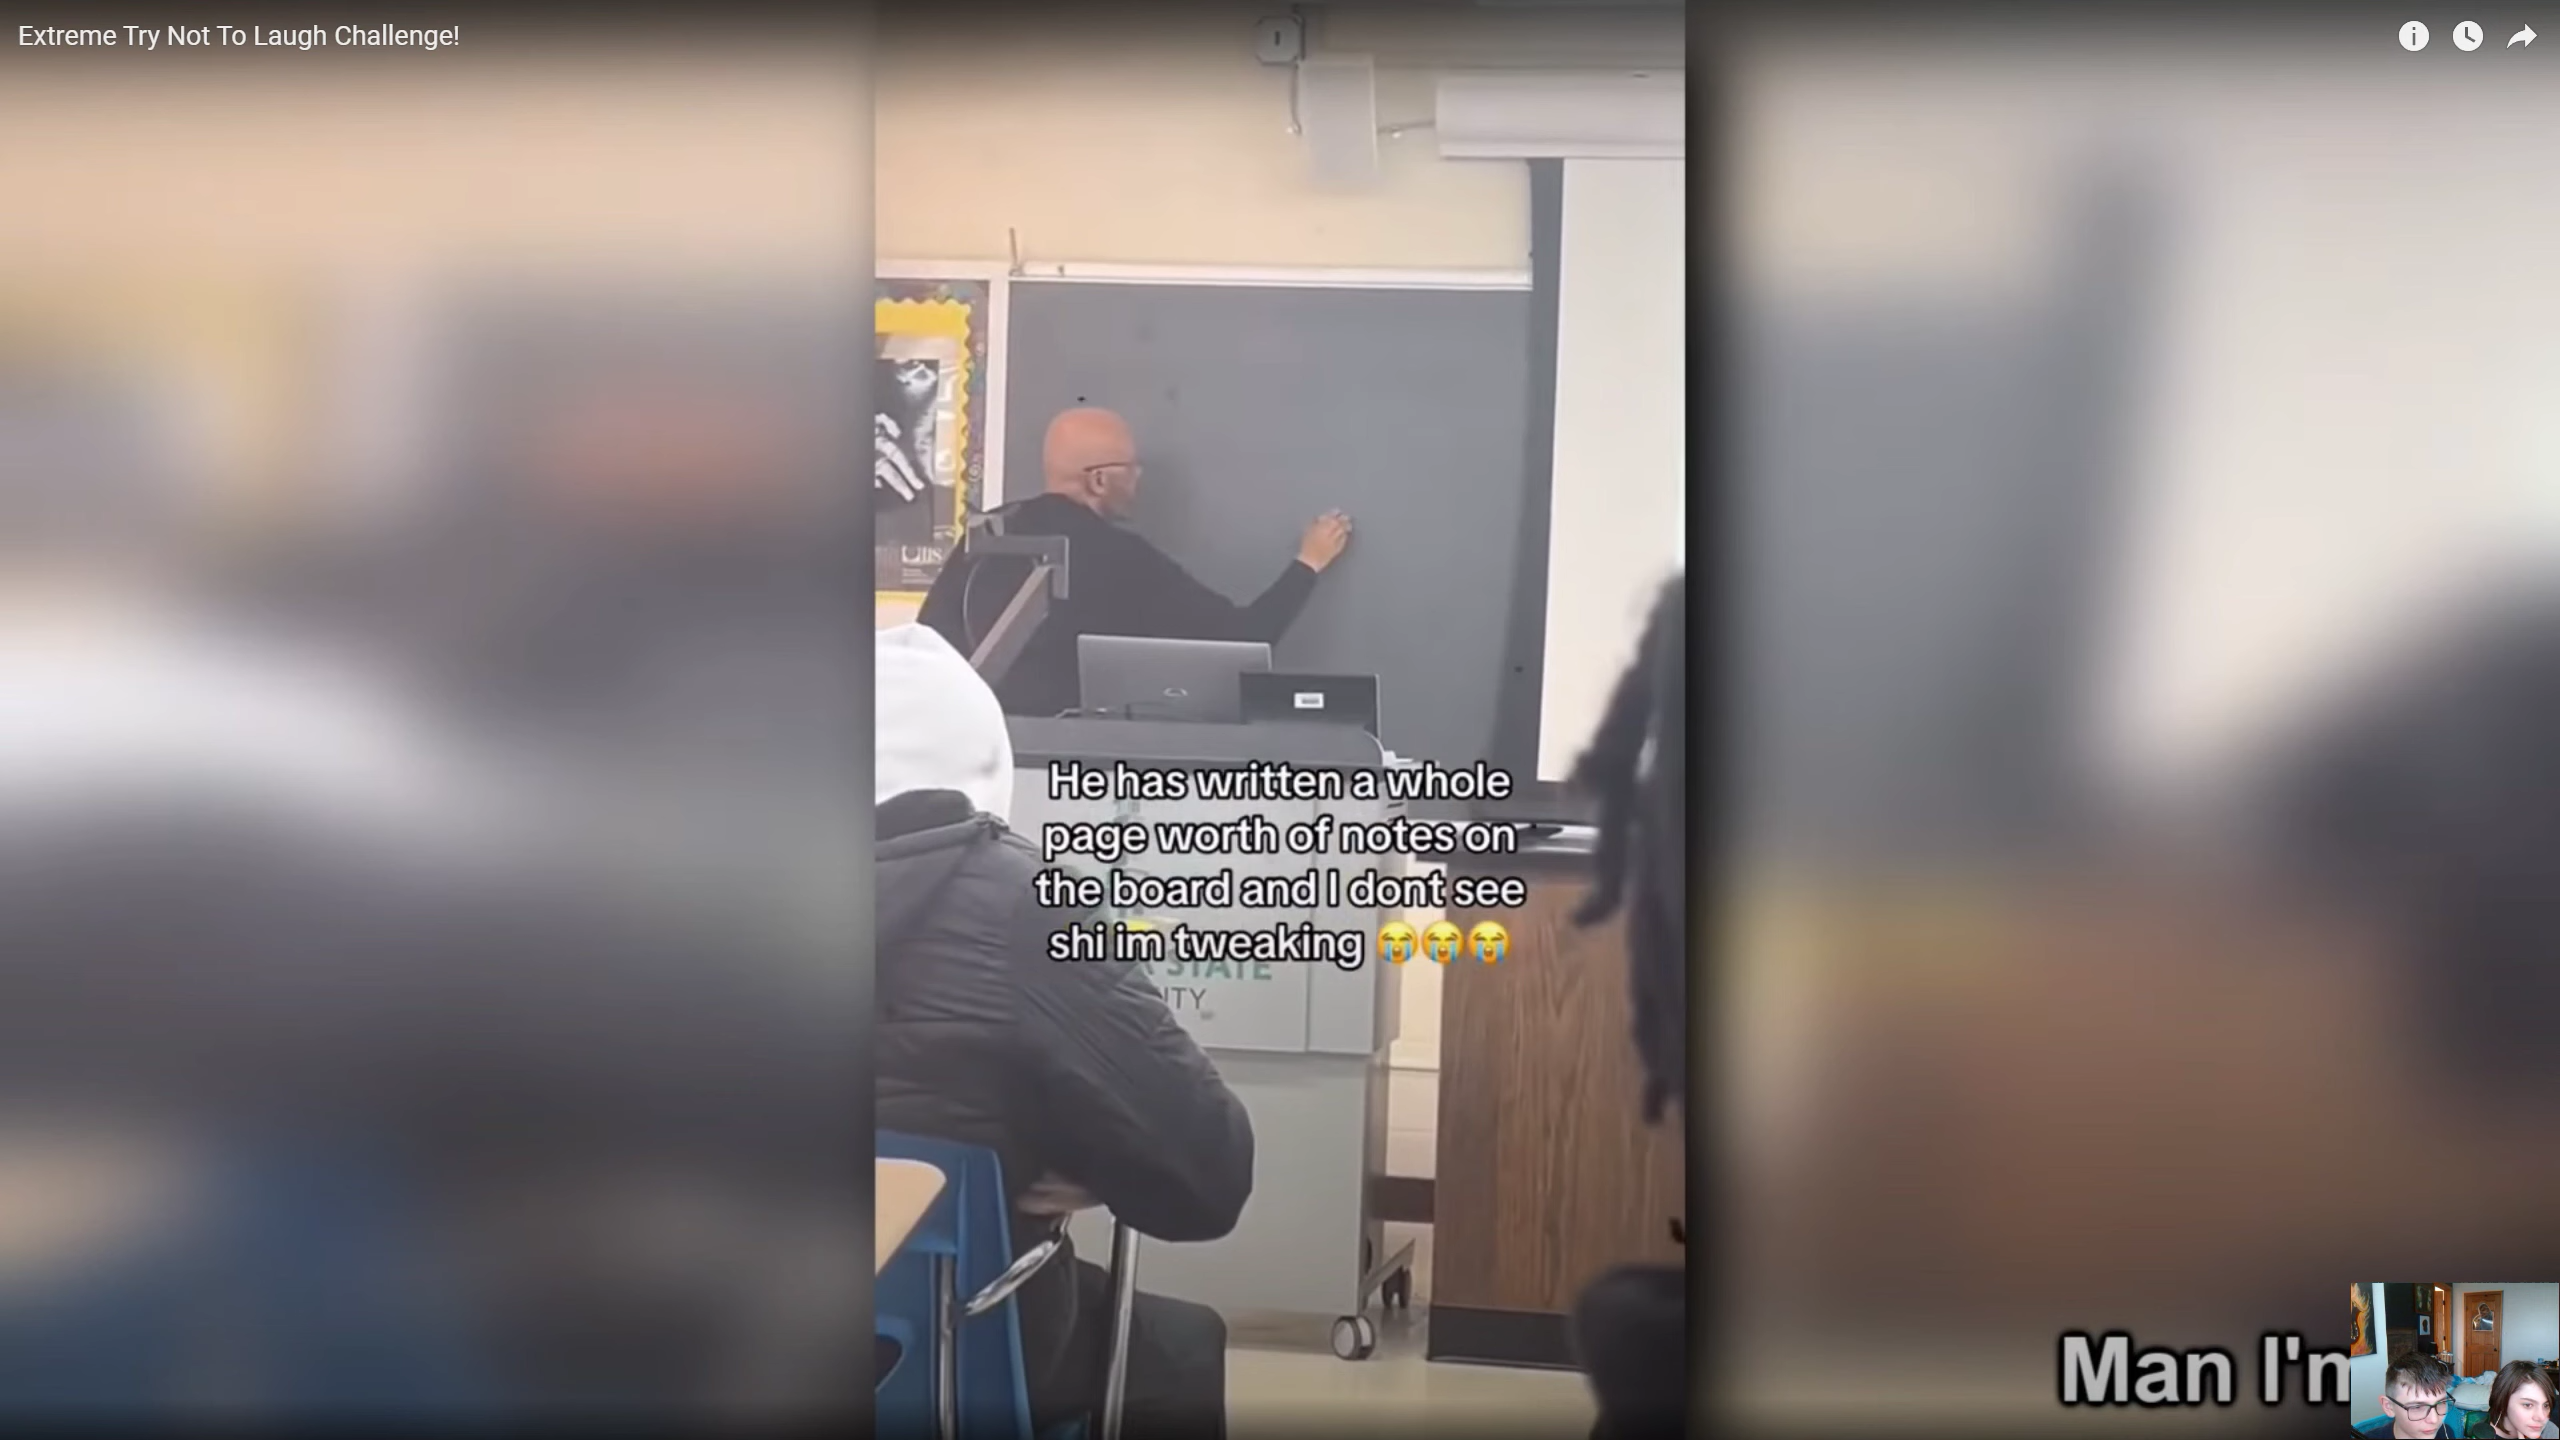 Extreme Try Not To Laugh Challenge!
He has written a whole
page worth of notes on
the board and I dont see
shi im tweaking 😭😭😭
STATE
Man I'm